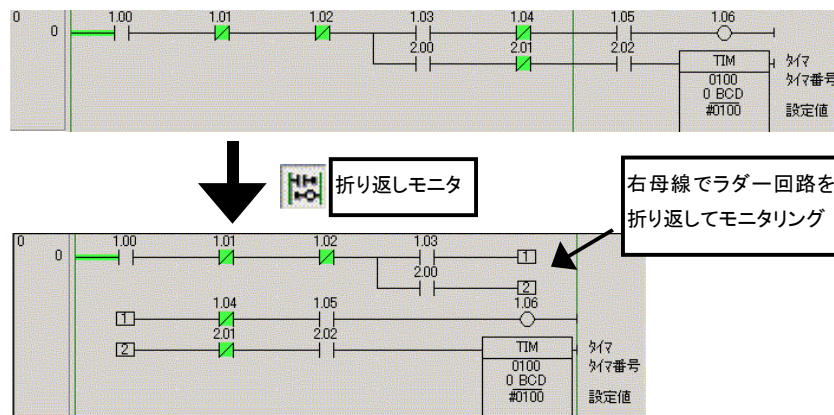 0 0 1.00 1.01 1.02 1.03 1.04 1.05 1.06
2.00 2.01 2.02
TIM タイマ
0100 タイマ番号
0 BCD
#0100 設定値
折り返しモニタ
右母線でラダー回路を
折り返してモニタリング
0 0 1.00 1.01 1.02 1.03 1
2.00 2
1 1.04 1.05 1.06
2 2.01 2.02
TIM タイマ
0100 タイマ番号
0 BCD
#0100 設定値